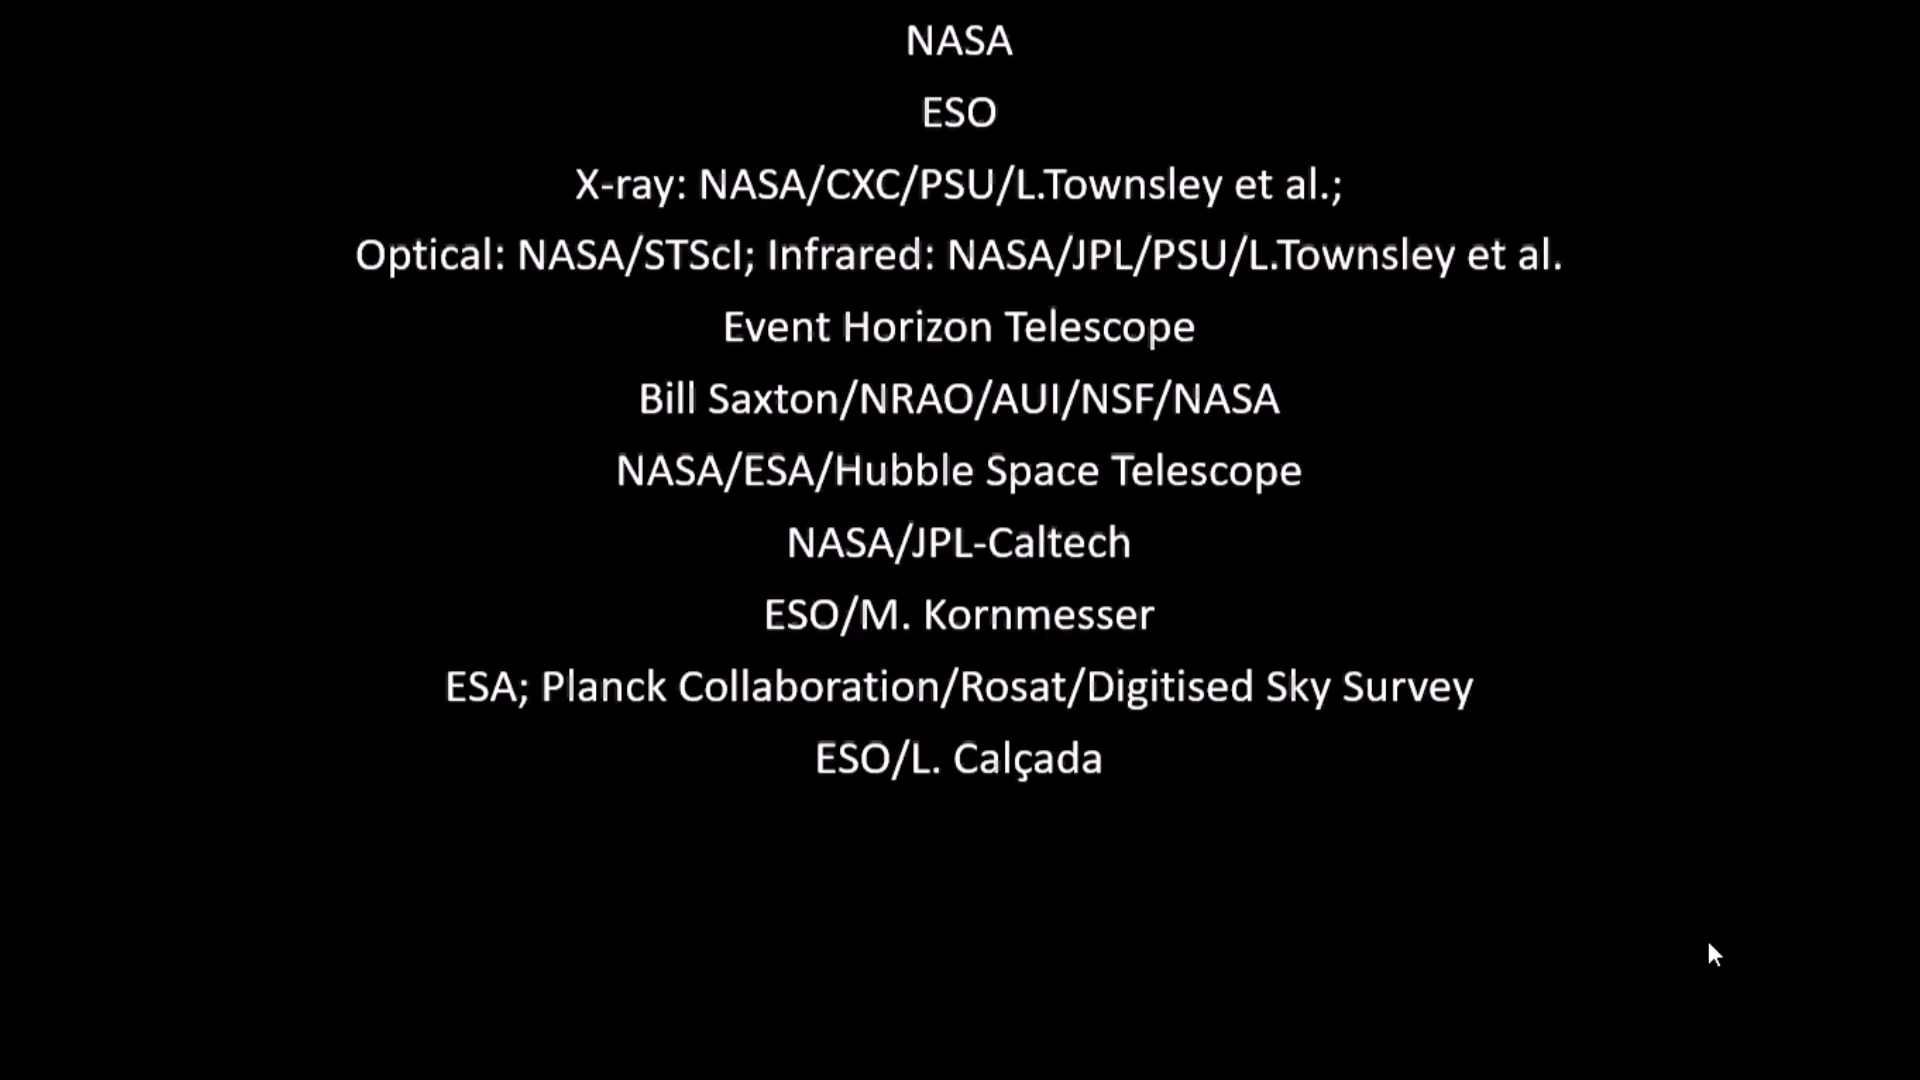 NASA
ESO
X-ray: NASA/CXC/PSU/L.Townsley et al.;
Optical: NASA/STScI; Infrared: NASA/JPL/PSU/L.Townsley et al.
Event Horizon Telescope
Bill Saxton/NRAO/AUI/NSF/NASA
NASA/ESA/Hubble Space Telescope
NASA/JPL-Caltech
ESO/M. Kornmesser
ESA; Planck Collaboration/Rosat/Digitised Sky Survey
ESO/L. Calçada